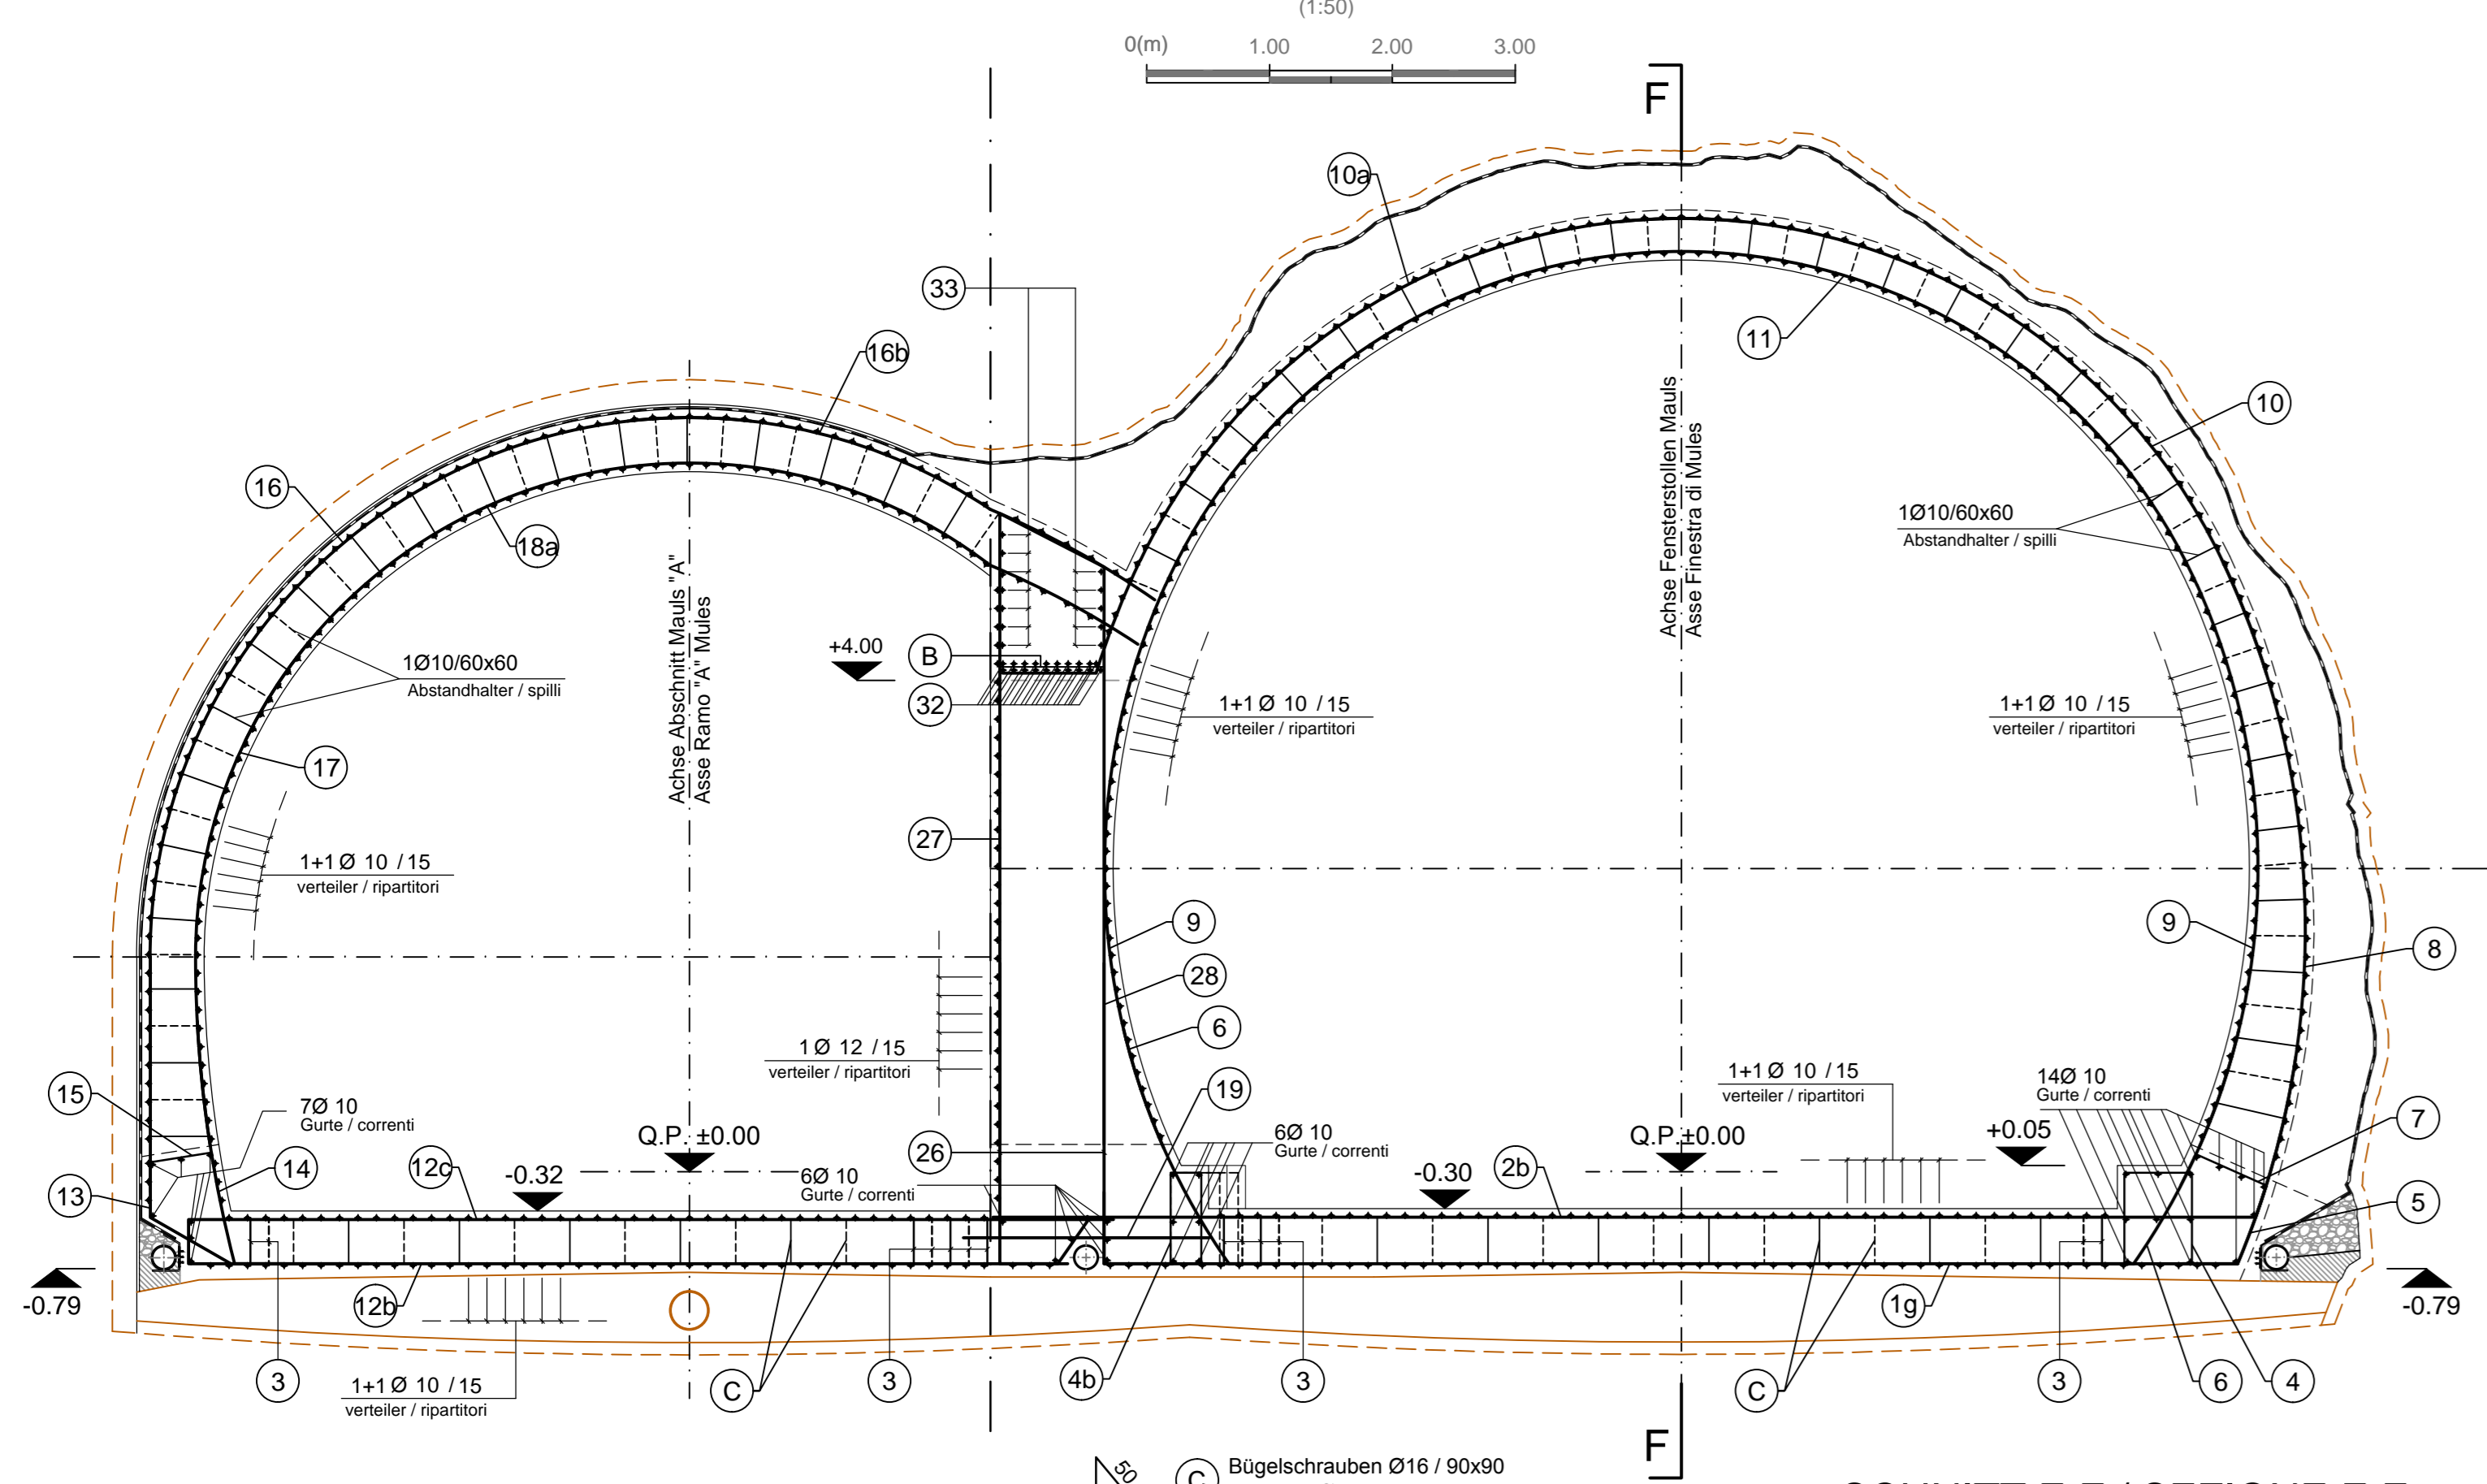 (1:50)
0(m) 1.00 2.00 3.00
F
10a
33
16b
11
10
16
18a
1Ø10/60x60
Abstandhalter / spilli
Achse Fensterstollen Mauls
Asse Finestra di Mules
Achse Abschnitt Mauls "A"
Asse Ramo "A" Mules
+4.00
B
32
1Ø10/60x60
Abstandhalter / spilli
1+1 Ø 10 / 15
verteiler / ripartitori
1+1 Ø 10 / 15
verteiler / ripartitori
17
27
1+1 Ø 10 / 15
verteiler / ripartitori
9
9
8
28
6
1 Ø 12 / 15
verteiler / ripartitori
15
7Ø 10
Gurte / correnti
19
1+1 Ø 10 / 15
verteiler / ripartitori
14Ø 10
Gurte / correnti
7
Q.P. ±0.00
26
6Ø 10
Gurte / correnti
Q.P. ±0.00
+0.05
13
14
12c
-0.32
6Ø 10
Gurte / correnti
-0.30
2b
5
-0.79
12b
1g
-0.79
3
1+1 Ø 10 / 15
verteiler / ripartitori
C
3
4b
3
C
3
6
4
F
50
C
Bügelschrauben Ø16 / 90x90